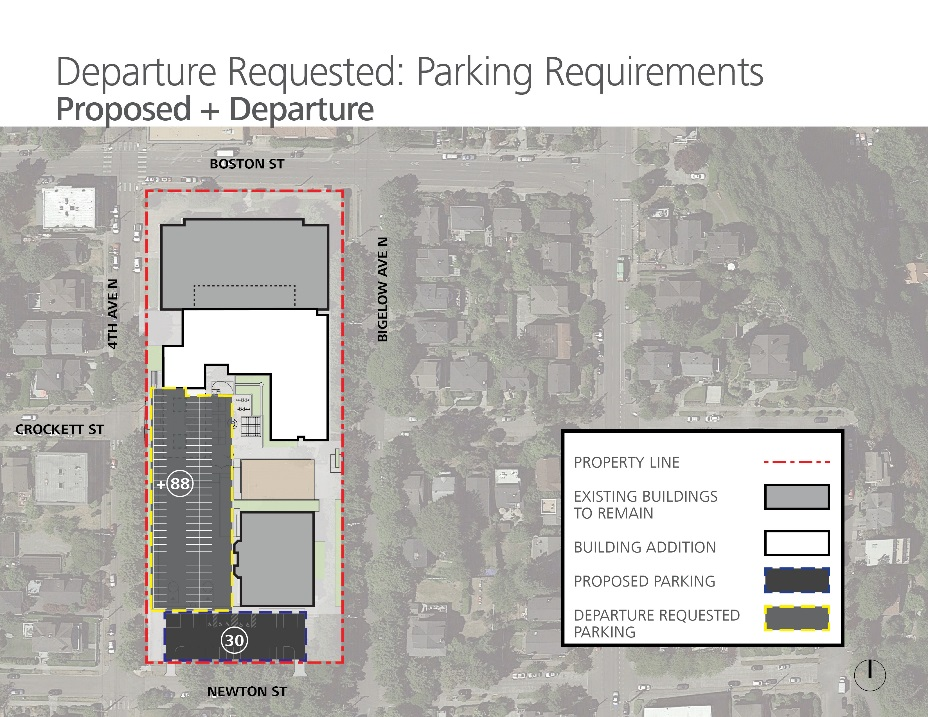 Departure Requested: Parking Requirements
Proposed + Departure
BOSTON ST
4TH AVE N
BIGELOW AVE N
CROCKETT ST
+88
30
NEWTON ST
PROPERTY LINE
EXISTING BUILDINGS
TO REMAIN
BUILDING ADDITION
PROPOSED PARKING
DEPARTURE REQUESTED
PARKING